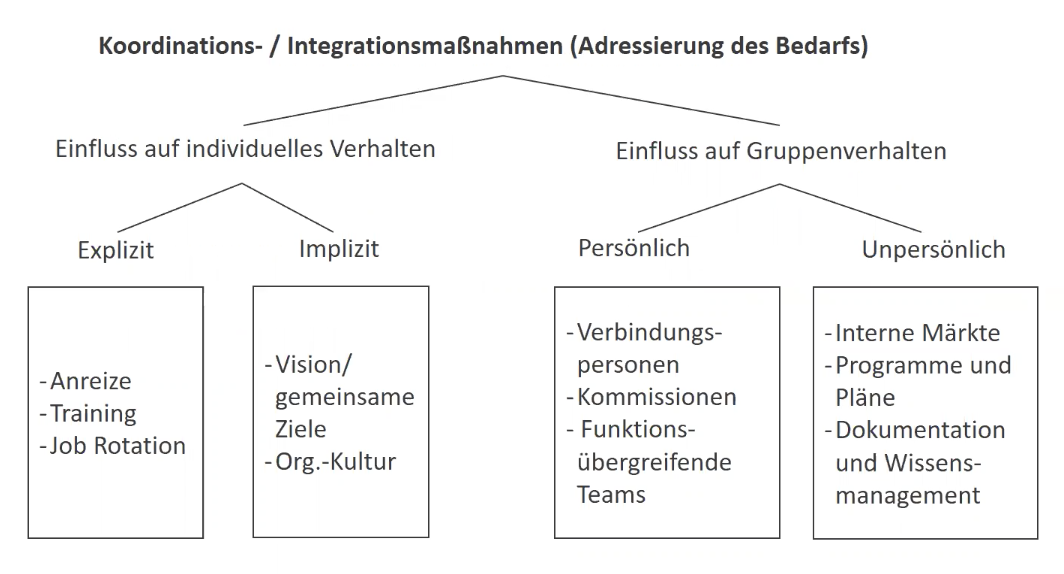 Koordinations- / Integrationsmaßnahmen (Adressierung des Bedarfs)
Einfluss auf individuelles Verhalten
Einfluss auf Gruppenverhalten
Explizit
Implizit
Persönlich
Unpersönlich
-Anreize
-Training
-Job Rotation
-Vision/
gemeinsame
Ziele
-Org.-Kultur
-Verbindungs-
personen
-Kommissionen
- Funktions-
übergreifende
Teams
-Interne Märkte
-Programme und
Pläne
-Dokumentation
und Wissens-
management